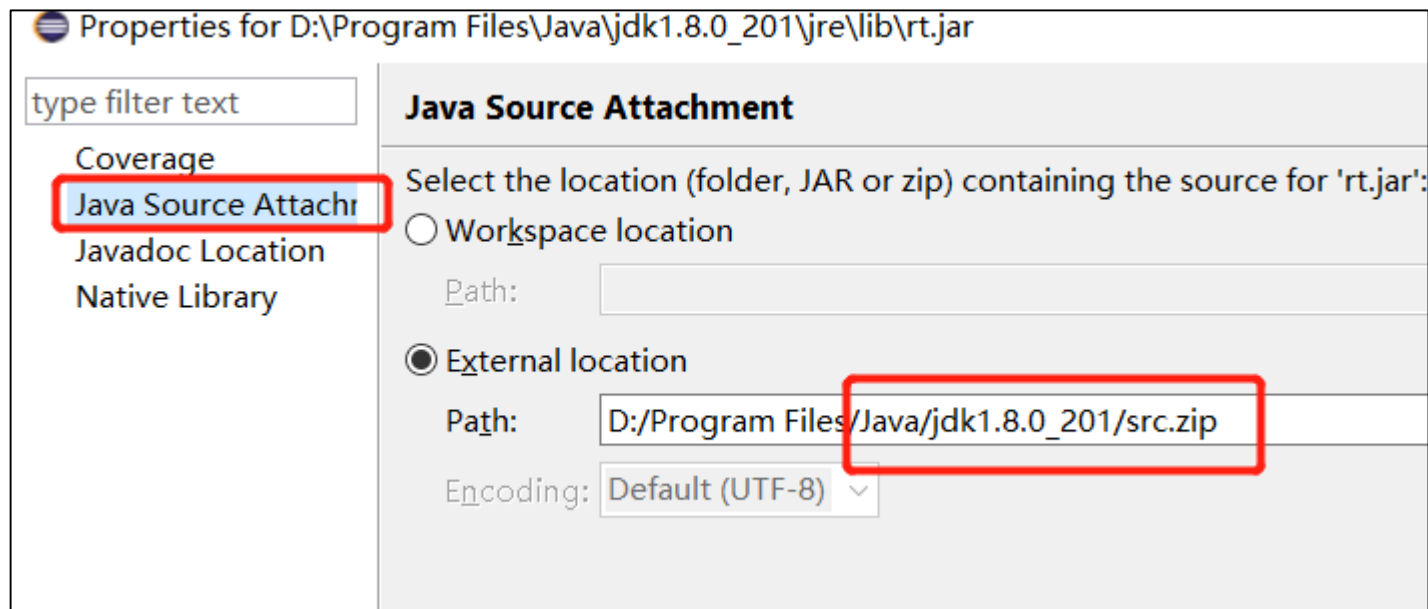 Properties for D:\Program Files\Java\jdk1.8.0_201\jre\lib\rt.jar
type filter text
Coverage
Java Source Attachr
Javadoc Location
Native Library
Java Source Attachment
Select the location (folder, JAR or zip) containing the source for 'rt.jar':
Workspace location
Path:
External location
Path: D:/Program Files/Java/jdk1.8.0_201/src.zip
Encoding: Default (UTF-8)